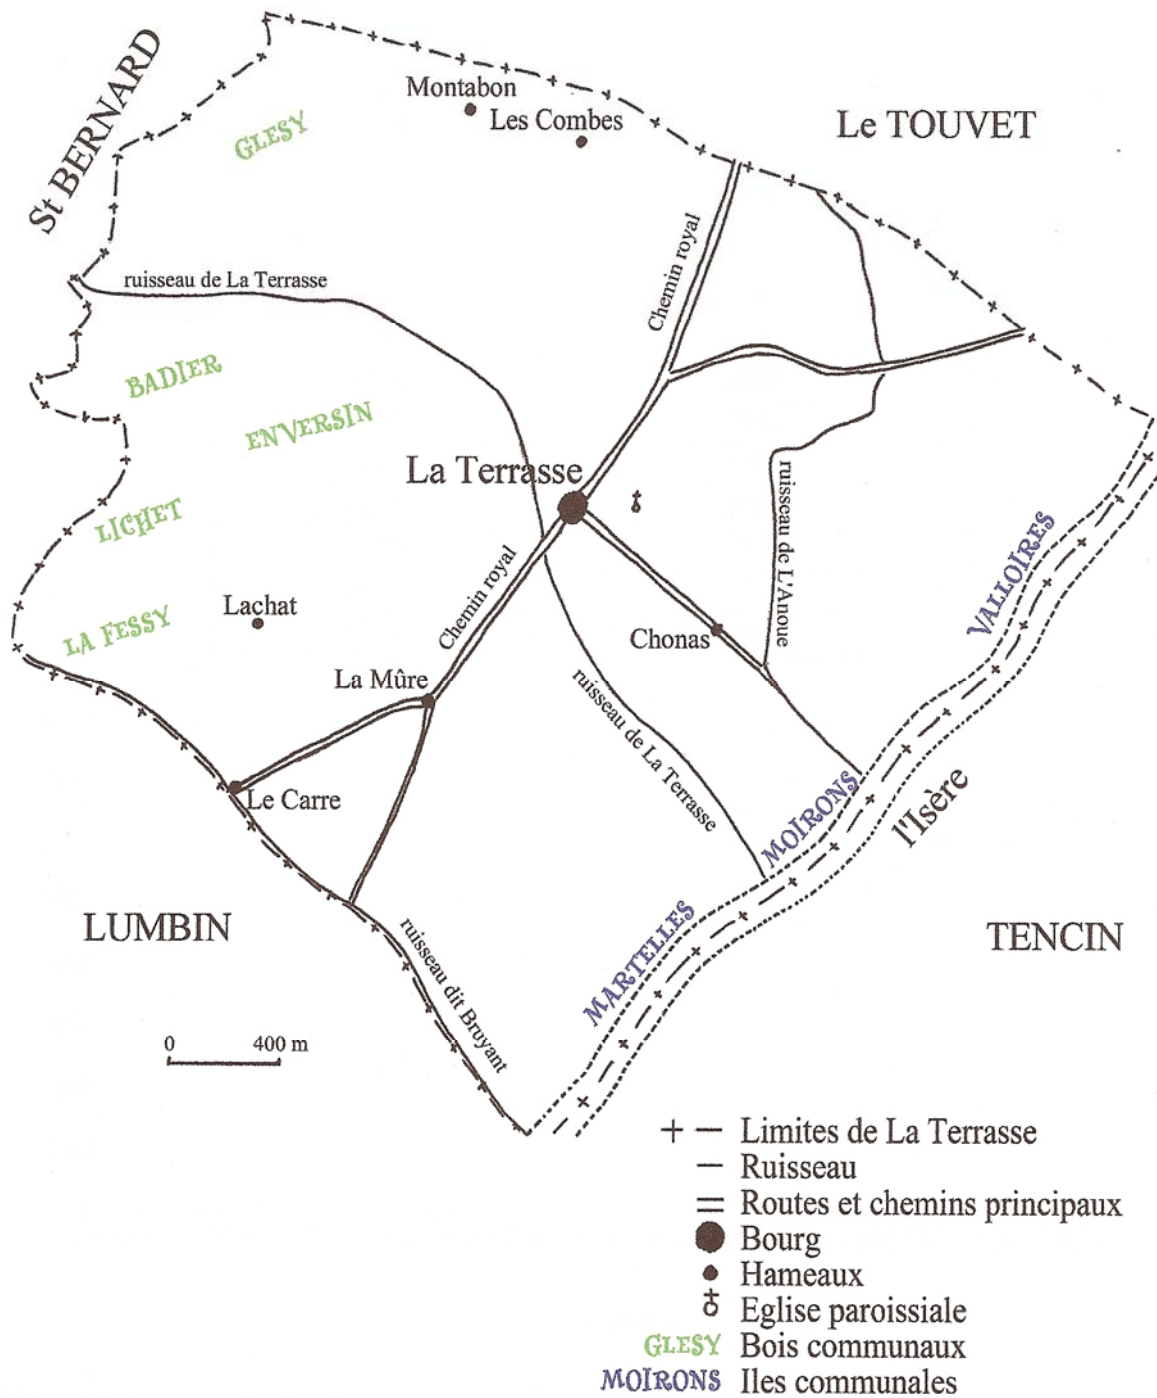 St BERNARD
Montabon
Les Combes
Le TOUVET
GLESY
Chemin royal
ruisseau de La Terrasse
BADIER
ENVERSIN
La Terrasse
LICHET
ruisseau de L'Anoue
VALLOIRES
Chemin royal
Lachat
LA FESSY
Chonas
La Mûre
ruisseau de La Terrasse
Le Carre
MOIRONS
l'Isère
LUMBIN
MARTELLES
TENCIN
ruisseau dit Bruyant
0 400 m
Limites de La Terrasse
Ruisseau
Routes et chemins principaux
Bourg
Hameaux
Eglise paroissiale
GLESY Bois communaux
MOIRONS Iles communales